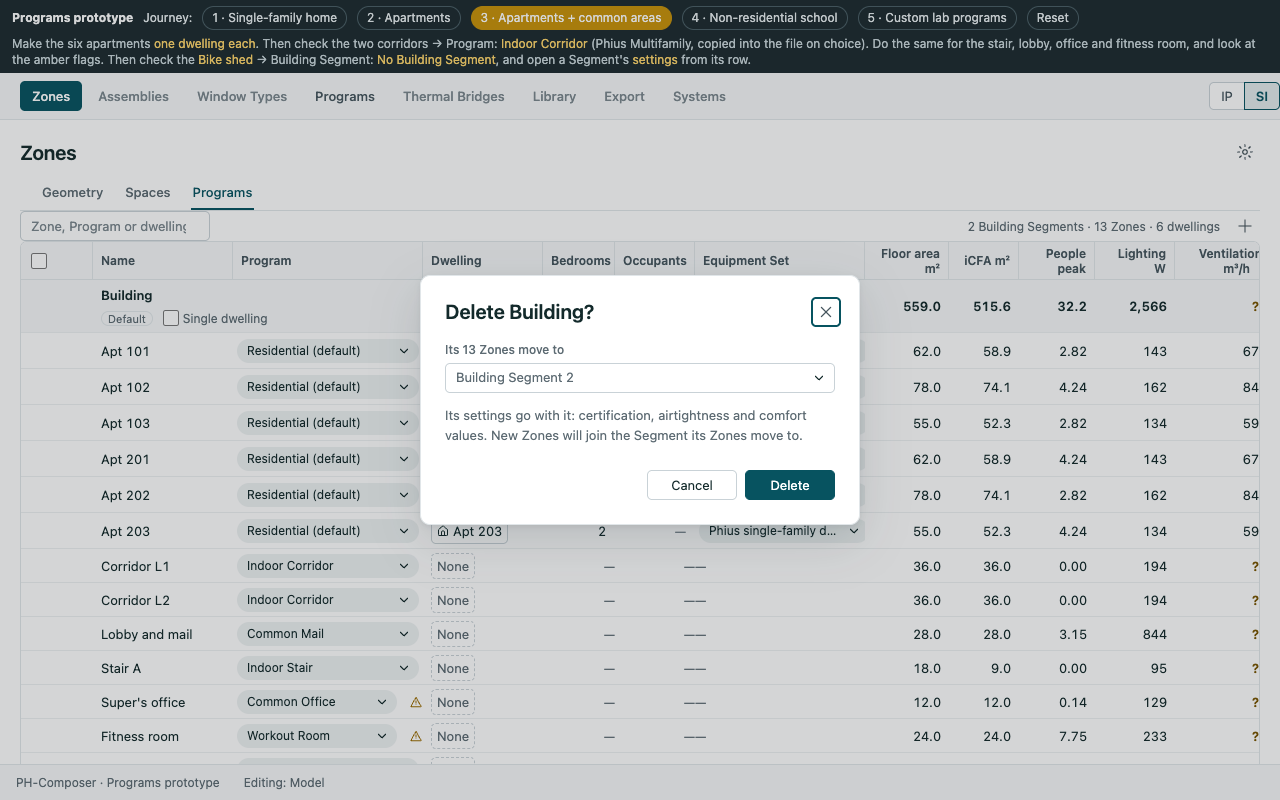 Programs prototype Journey: 1 · Single-family home 2 · Apartments 3 · Apartments + common areas 4 · Non-residential school 5 · Custom lab programs Reset
Make the six apartments one dwelling each. Then check the two corridors → Program: Indoor Corridor (Phius Multifamily, copied into the file on choice). Do the same for the stair, lobby, office and fitness room, and look at
the amber flags. Then check the Bike shed → Building Segment: No Building Segment, and open a Segment's settings from its row.
Zones Assemblies Window Types Programs Thermal Bridges Library Export Systems IP SI
Zones
Geometry Spaces Programs
Zone, Program or dwelling 2 Building Segments · 13 Zones · 6 dwellings
Name Program Dwelling Bedrooms Occupants Equipment Set Floor area m² iCFA m² People peak Lighting W Ventilation m³/h
Building
Default Single dwelling 559.0 515.6 32.2 2,566 ?
Apt 101 Residential (default) 62.0 58.9 2.82 143 67
Apt 102 Residential (default) 78.0 74.1 4.24 162 84
Apt 103 Residential (default) 55.0 52.3 2.82 134 59
Apt 201 Residential (default) 62.0 58.9 4.24 143 67
Apt 202 Residential (default) 78.0 74.1 2.82 162 84
Apt 203 Residential (default) Apt 203 2 — Phius single-family d... 55.0 52.3 4.24 134 59
Corridor L1 Indoor Corridor None — — — 36.0 36.0 0.00 194 ?
Corridor L2 Indoor Corridor None — — — 36.0 36.0 0.00 194 ?
Lobby and mail Common Mail None — — — 28.0 28.0 3.15 844 ?
Stair A Indoor Stair None — — — 18.0 9.0 0.00 95 ?
Super's office Common Office None — — — 12.0 12.0 0.14 129 ?
Fitness room Workout Room None — — — 24.0 24.0 7.75 233 ?
Delete Building?
Its 13 Zones move to
Building Segment 2
Its settings go with it: certification, airtightness and comfort
values. New Zones will join the Segment its Zones move to.
Cancel Delete
PH-Composer · Programs prototype Editing: Model